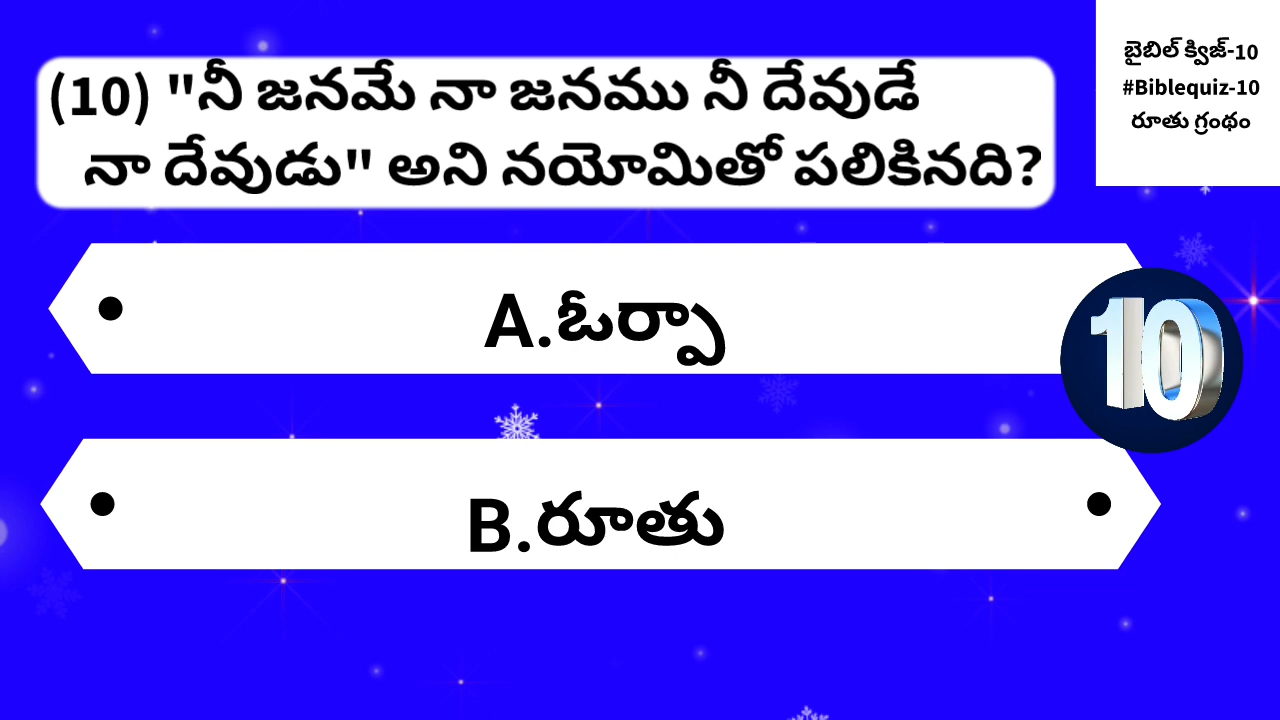 (10) "నీ జనమే నా జనము నీ దేవుడే
నా దేవుడు" అని నయోమితో పలికినది?
బైబిల్ క్విజ్-10
#Biblequiz-10
రూతు గ్రంథం
A.ఓర్పా
10
B.రూతు